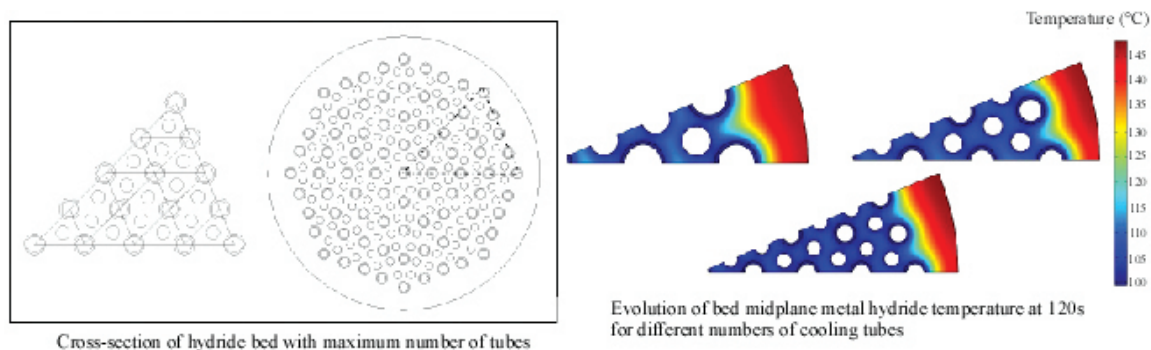 Temperature (°C)
145
140
135
130
125
120
115
110
105
100
Evolution of bed midplane metal hydride temperature at 120s
for different numbers of cooling tubes
Cross-section of hydride bed with maximum number of tubes